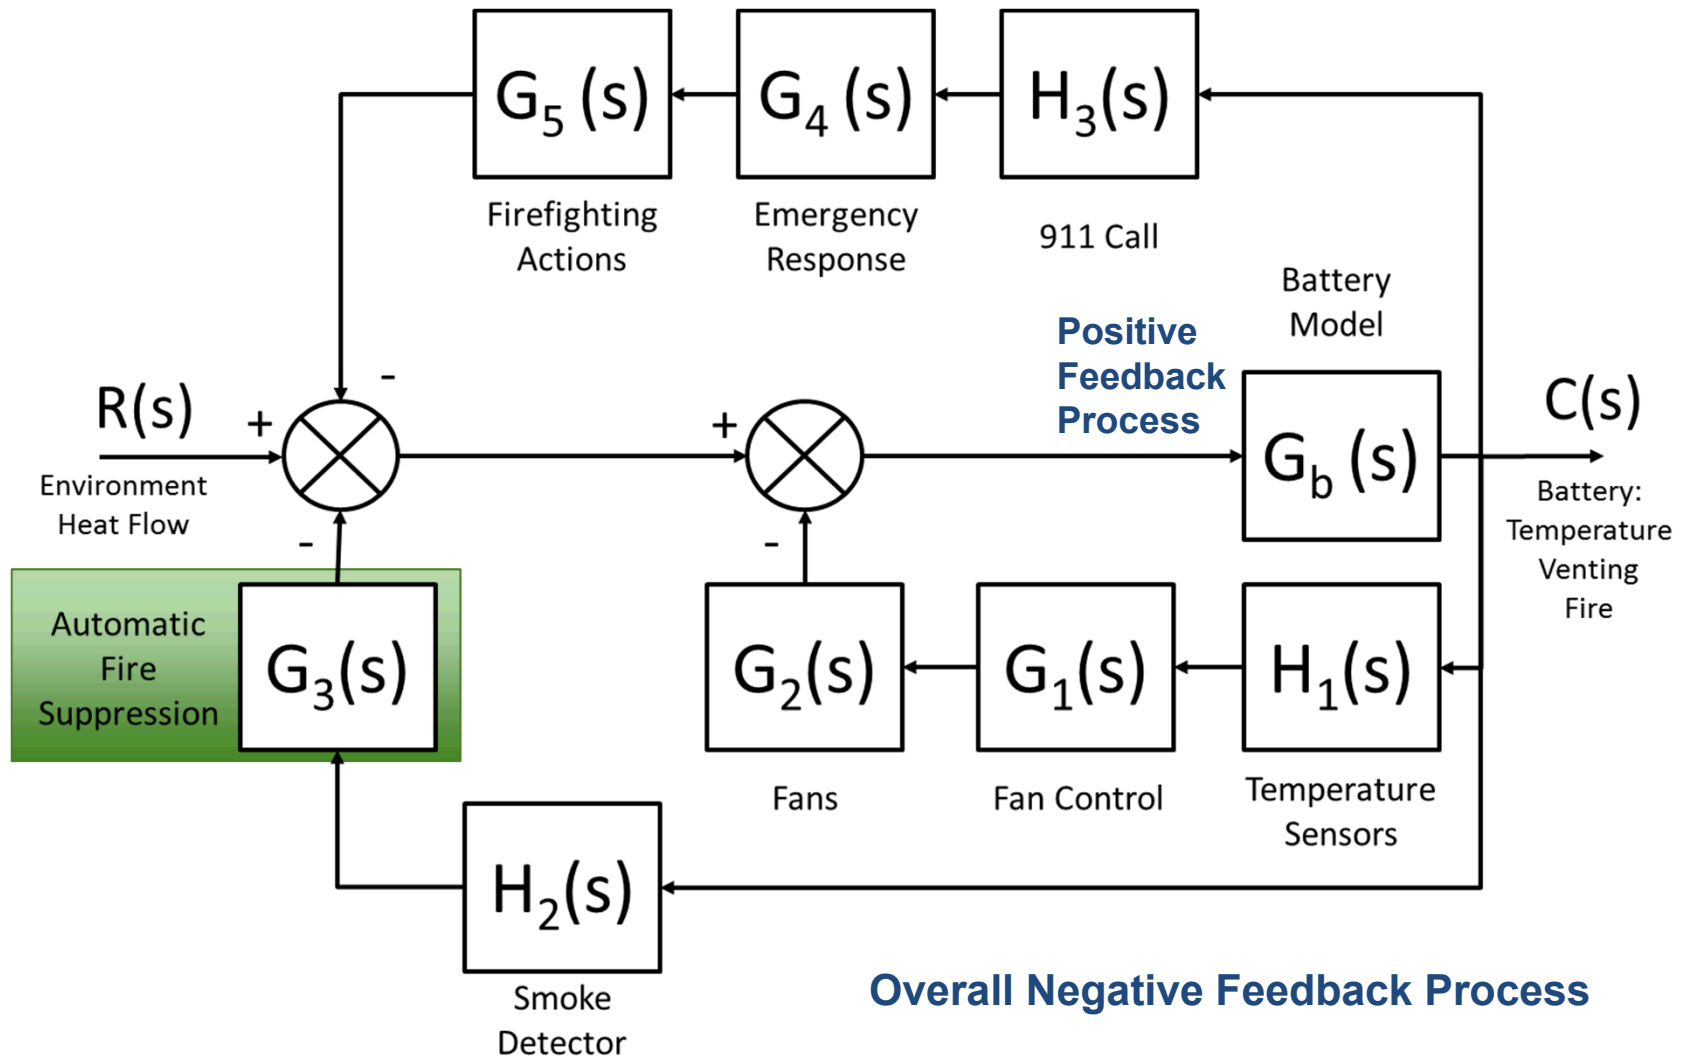 G5 (s)
G4 (s)
H3(s)
Firefighting
Actions
Emergency
Response
911 Call
Battery
Model
Positive
Feedback
Process
R(s)
+
-
+
Gb (s)
C(s)
Environment
Heat Flow
Battery:
Temperature
Venting
Fire
-
-
Automatic
Fire
Suppression
G3(s)
G2(s)
G1(s)
H1(s)
Fans
Fan Control
Temperature
Sensors
H2(s)
Smoke
Detector
Overall Negative Feedback Process